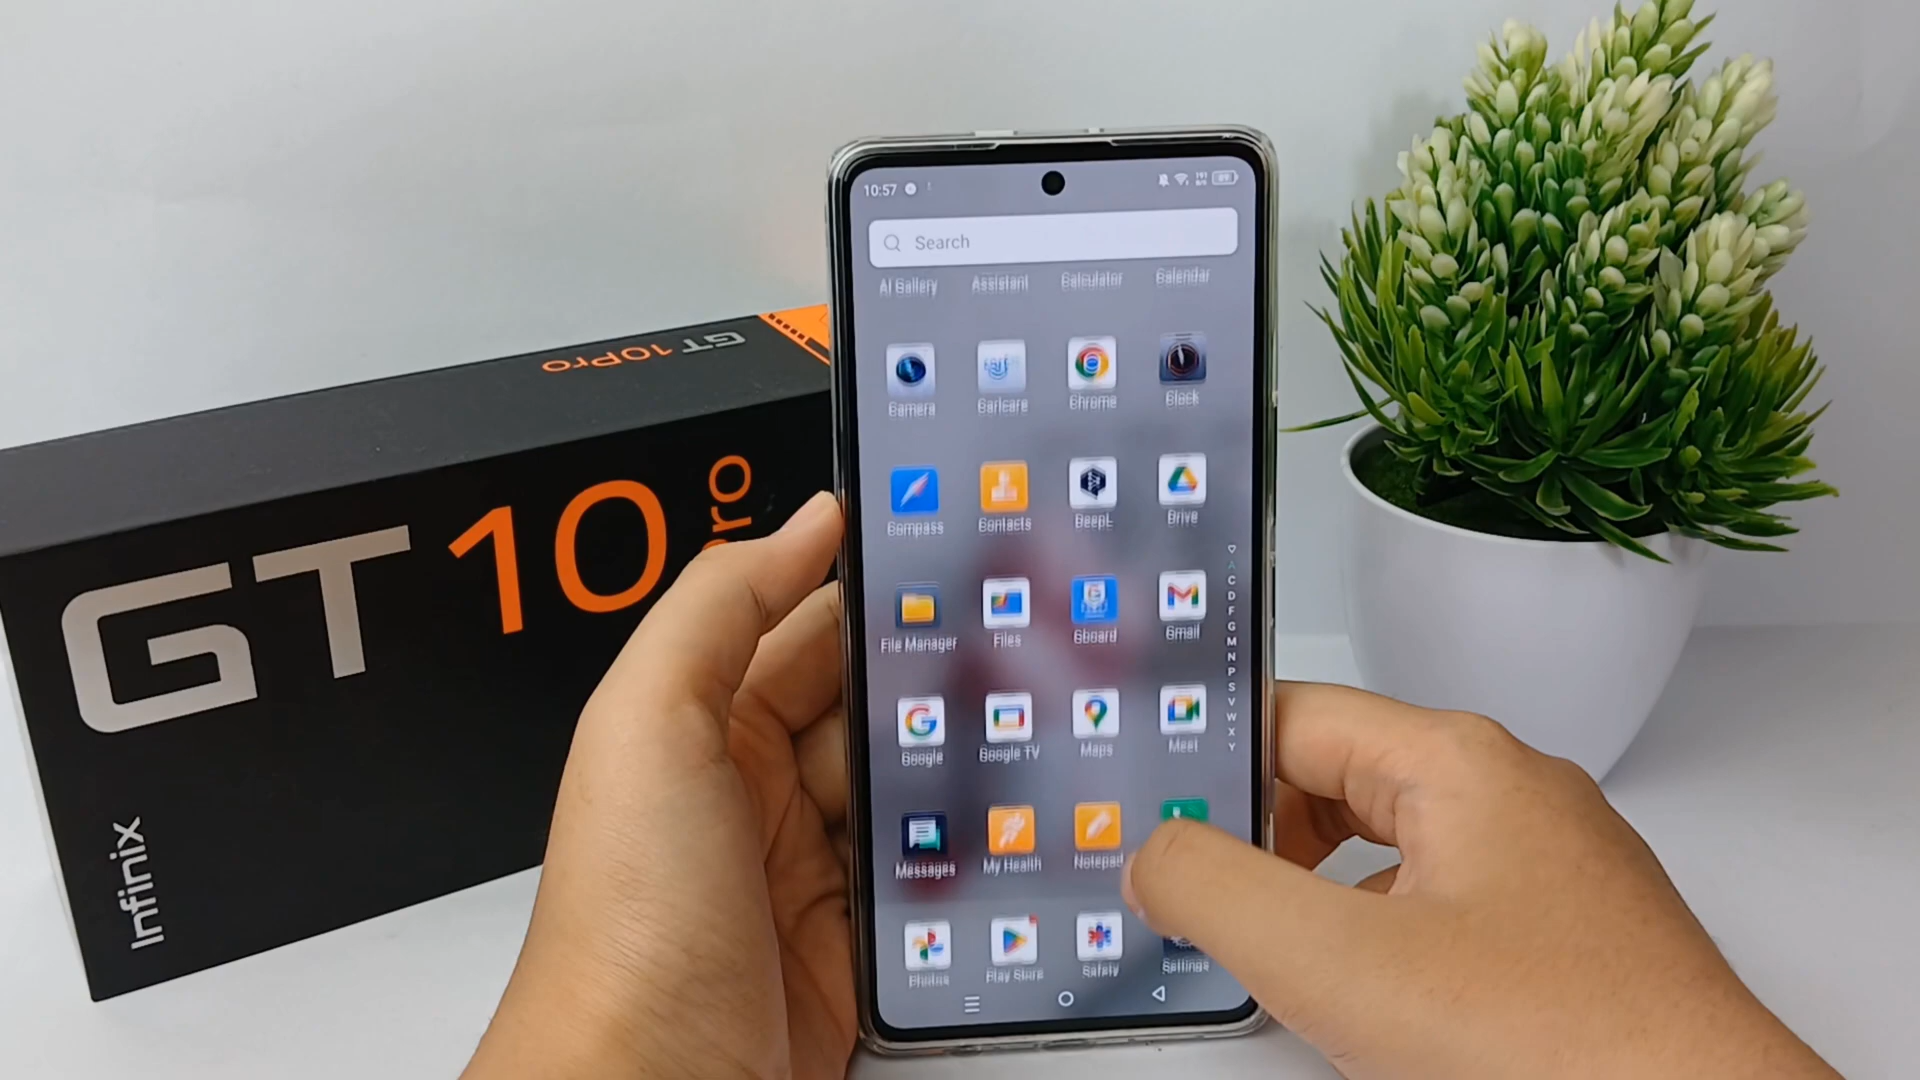 GT 10Pro
GT 10 PRO
Infinix
10:57
Search
AI Gallery Assistant Calculator Calendar
Camera Carlcare Chrome Clock
Compass Contacts DeepL Drive
File Manager Files Gboard Gmail
Google Google TV Maps Meet
Messages My Health Notepad
Photos Play Store Safety Settings
A
C
D
F
G
M
N
P
S
V
W
X
Y